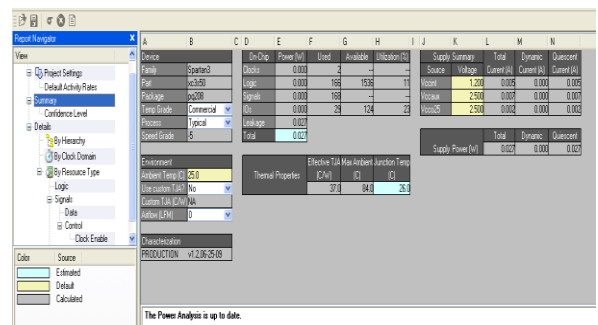 Report Navigator X
View
Project Settings
Default Activity Rates
Summary
Confidence Level
Details
By Hierarchy
By Clock Domain
By Resource Type
Logic
Signals
Data
Control
Clock Enable
Color Source
Estimated
Default
Calculated
A B C D E F G H I J K L M N
Device
Family Spartan3
Part xc3s50
Package pq208
Temp Grade Commercial
Process Typical
Speed Grade -5
Environment
Ambient Temp (C) 25.0
Use custom TJA? No
Custom TJA (C/W) NA
Airflow (LFM) 0
Characterization
PRODUCTION v1.2,06-25-09
On-Chip Power (W) Used Available Utilization (%)
Clocks 0.000 2 --- ---
Logic 0.000 166 1536 11
Signals 0.000 168 --- ---
IOs 0.000 29 124 23
Leakage 0.027
Total 0.027
Effective TJA Max Ambient Junction Temp
Thermal Properties (C/W) (C) (C)
37.0 84.0 26.0
Supply Summary Total Dynamic Quiescent
Source Voltage Current (A) Current (A) Current (A)
Vccint 1.200 0.005 0.000 0.005
Vccaux 2.500 0.007 0.000 0.007
Vcco25 2.500 0.002 0.000 0.002
Total Dynamic Quiescent
Supply Power (W) 0.027 0.000 0.027
The Power Analysis is up to date.